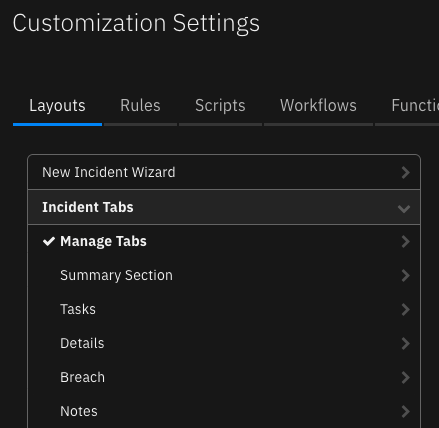 Customization Settings
Layouts Rules Scripts Workflows Functi
New Incident Wizard
Incident Tabs
Manage Tabs
Summary Section
Tasks
Details
Breach
Notes